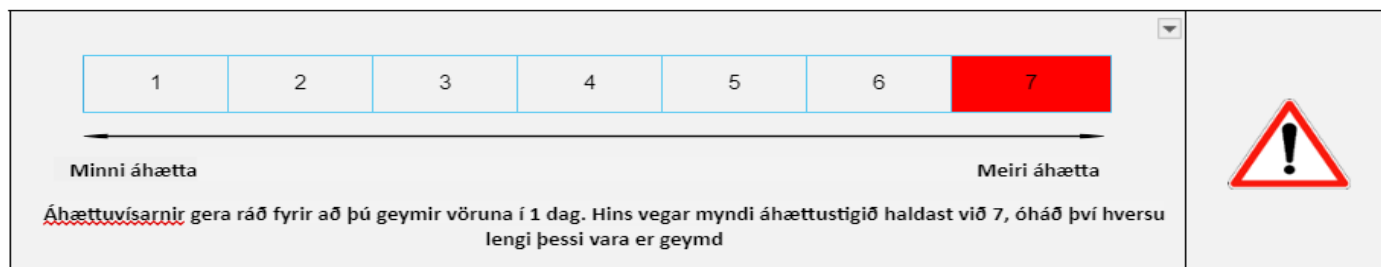 1 2 3 4 5 6 7
Minni áhætta Meiri áhætta
Áhættuvísarnir gera ráð fyrir að þú geymir vöruna í 1 dag. Hins vegar myndi áhættustigið haldast við 7, óháð því hversu
lengi þessi vara er geymd